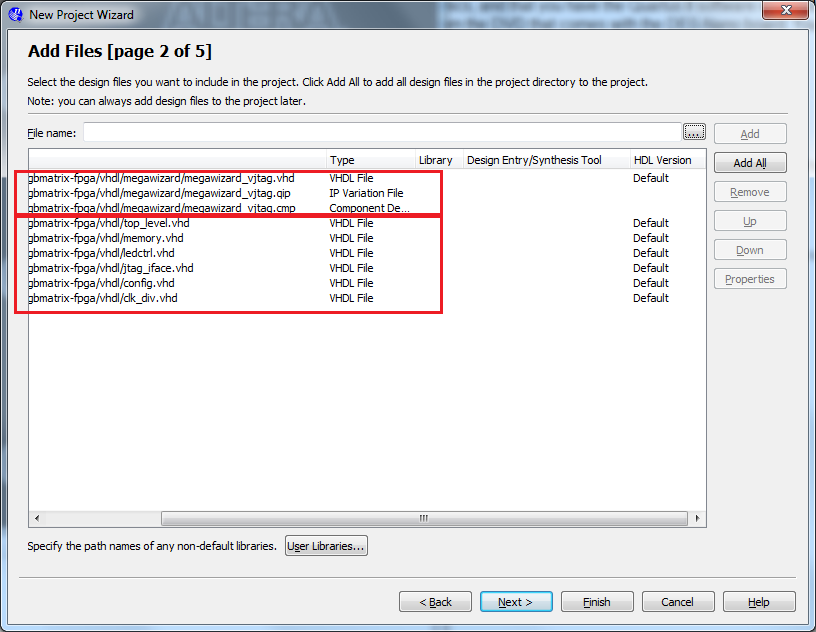 New Project Wizard
Add Files [page 2 of 5]
Select the design files you want to include in the project. Click Add All to add all design files in the project directory to the project.
Note: you can always add design files to the project later.
File name: ... Add
Type Library Design Entry/Synthesis Tool HDL Version Add All
gbmatrix-fpga/vhdl/megawizard/megawizard_vjtag.vhd VHDL File Default
gbmatrix-fpga/vhdl/megawizard/megawizard_vjtag.qip IP Variation File Remove
gbmatrix-fpga/vhdl/megawizard/megawizard_vjtag.cmp Component De...
gbmatrix-fpga/vhdl/top_level.vhd VHDL File Default Up
gbmatrix-fpga/vhdl/memory.vhd VHDL File Default
gbmatrix-fpga/vhdl/ledctrl.vhd VHDL File Default Down
gbmatrix-fpga/vhdl/jtag_iface.vhd VHDL File Default
gbmatrix-fpga/vhdl/config.vhd VHDL File Default Properties
gbmatrix-fpga/vhdl/clk_div.vhd VHDL File Default
Specify the path names of any non-default libraries. User Libraries...
< Back Next > Finish Cancel Help